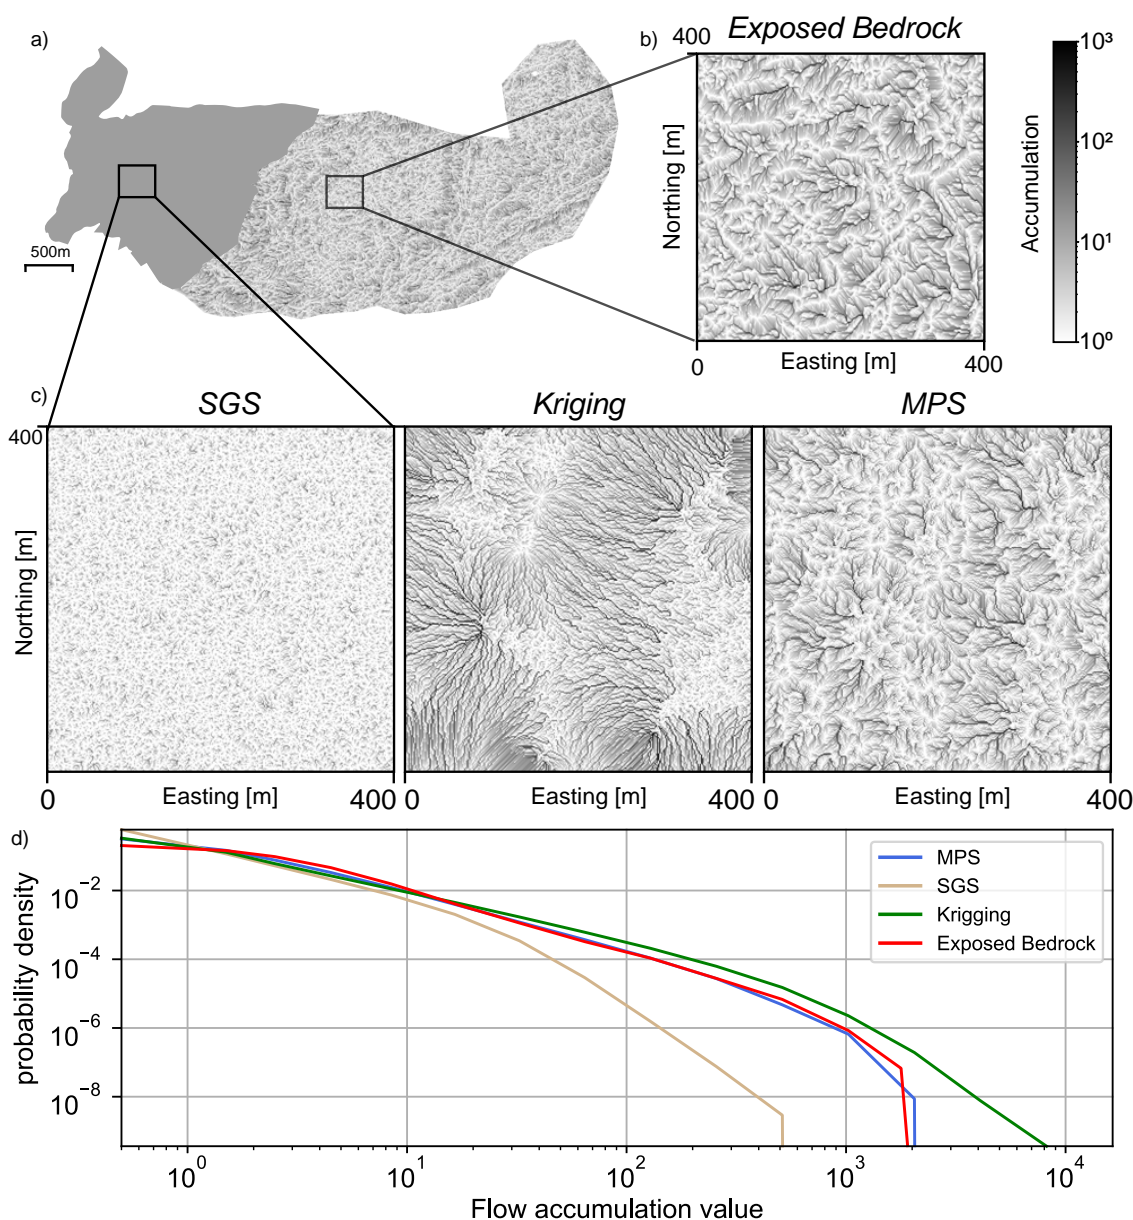 a)
500m
b)
Exposed Bedrock
400
Northing [m]
0
Easting [m]
400
Accumulation
10³
10²
10¹
10⁰
c)
SGS
Kriging
MPS
400
Northing [m]
0
Easting [m]
400
0
Easting [m]
400
0
Easting [m]
400
d)
probability density
10⁻²
10⁻⁴
10⁻⁶
10⁻⁸
MPS
SGS
Krigging
Exposed Bedrock
10⁰
10¹
10²
10³
10⁴
Flow accumulation value